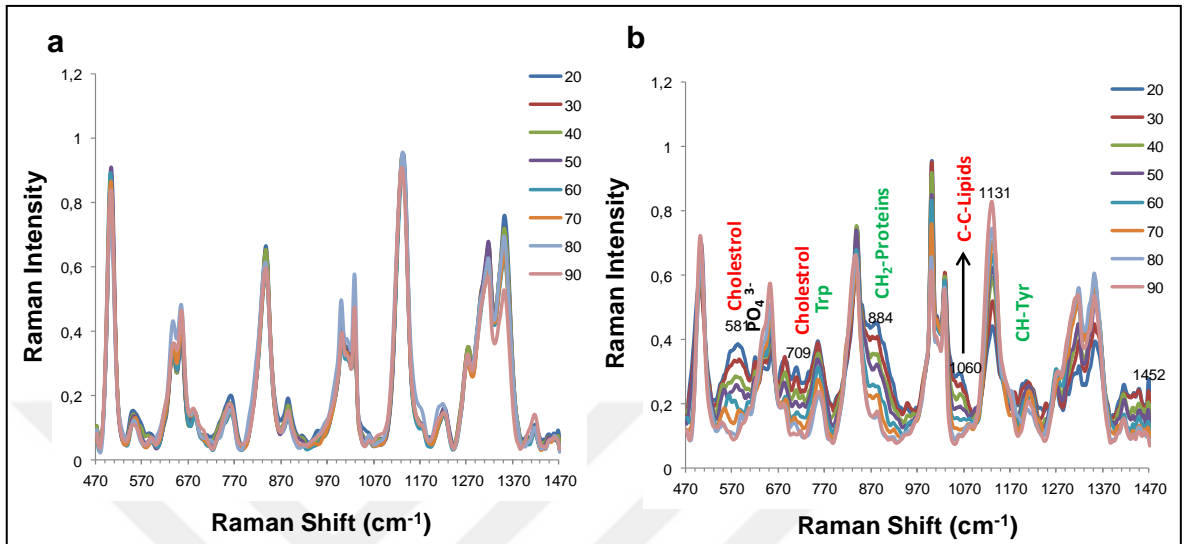 a
1,2
1
0,8
0,6
0,4
0,2
0
470 570 670 770 870 970 1070 1170 1270 1370 1470
Raman Intensity
Raman Shift (cm⁻¹)
20
30
40
50
60
70
80
90
b
1,2
1
0,8
0,6
0,4
0,2
0
470 570 670 770 870 970 1070 1170 1270 1370 1470
Raman Intensity
Raman Shift (cm⁻¹)
Cholestrol
581
PO₄³⁻
Cholestrol
709
Trp
CH₂-Proteins
884
C-C-Lipids
1060
1131
CH-Tyr
1452
20
30
40
50
60
70
80
90